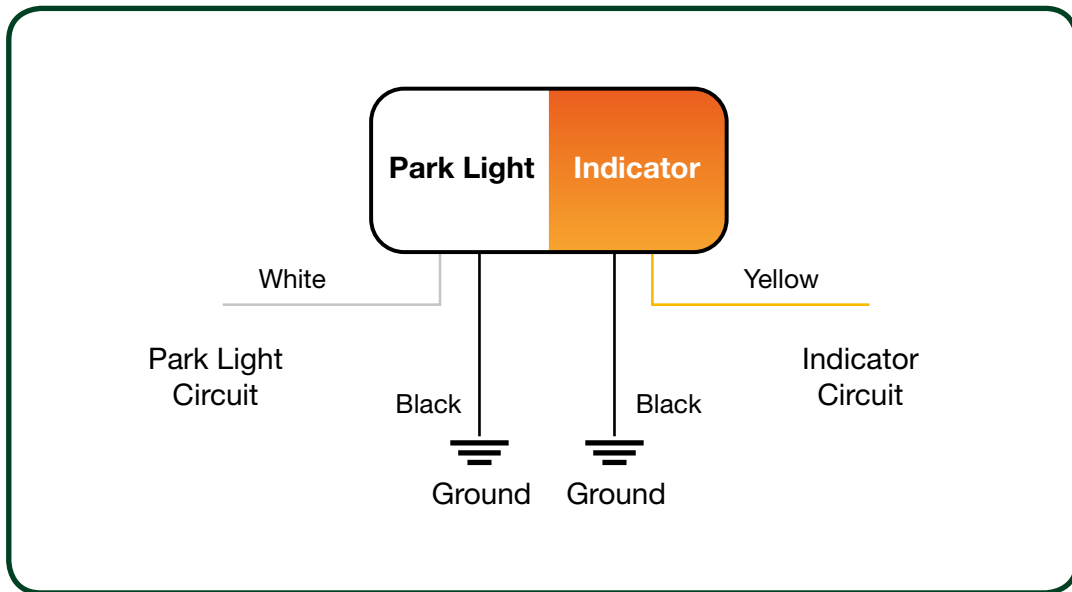 Park Light
Indicator
White
Yellow
Park Light
Circuit
Indicator
Circuit
Black
Black
Ground
Ground